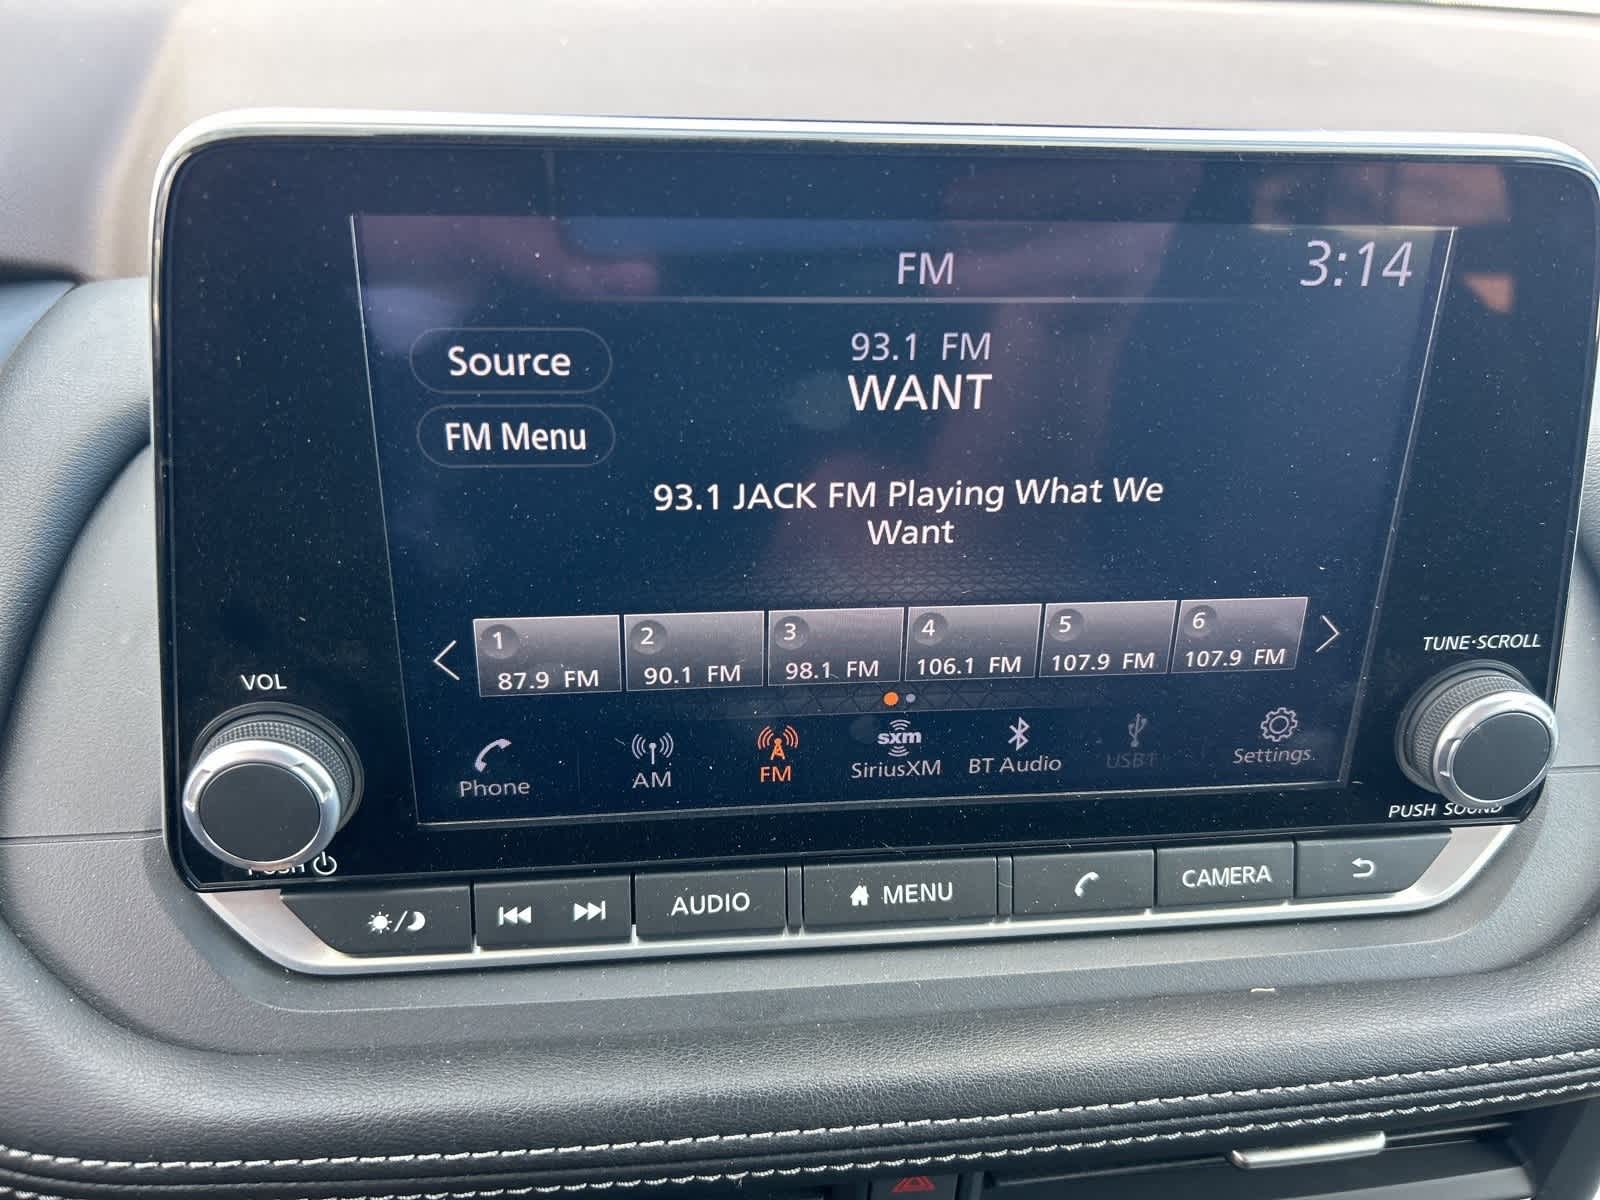 FM
3:14
Source
93.1 FM
WANT
FM Menu
93.1 JACK FM Playing What We
Want
1
87.9 FM
2
90.1 FM
3
98.1 FM
4
106.1 FM
5
107.9 FM
6
107.9 FM
VOL
TUNE·SCROLL
Phone
AM
FM
sxm
SiriusXM
BT Audio
USB1
Settings
PUSH
PUSH SOUND
AUDIO
MENU
CAMERA